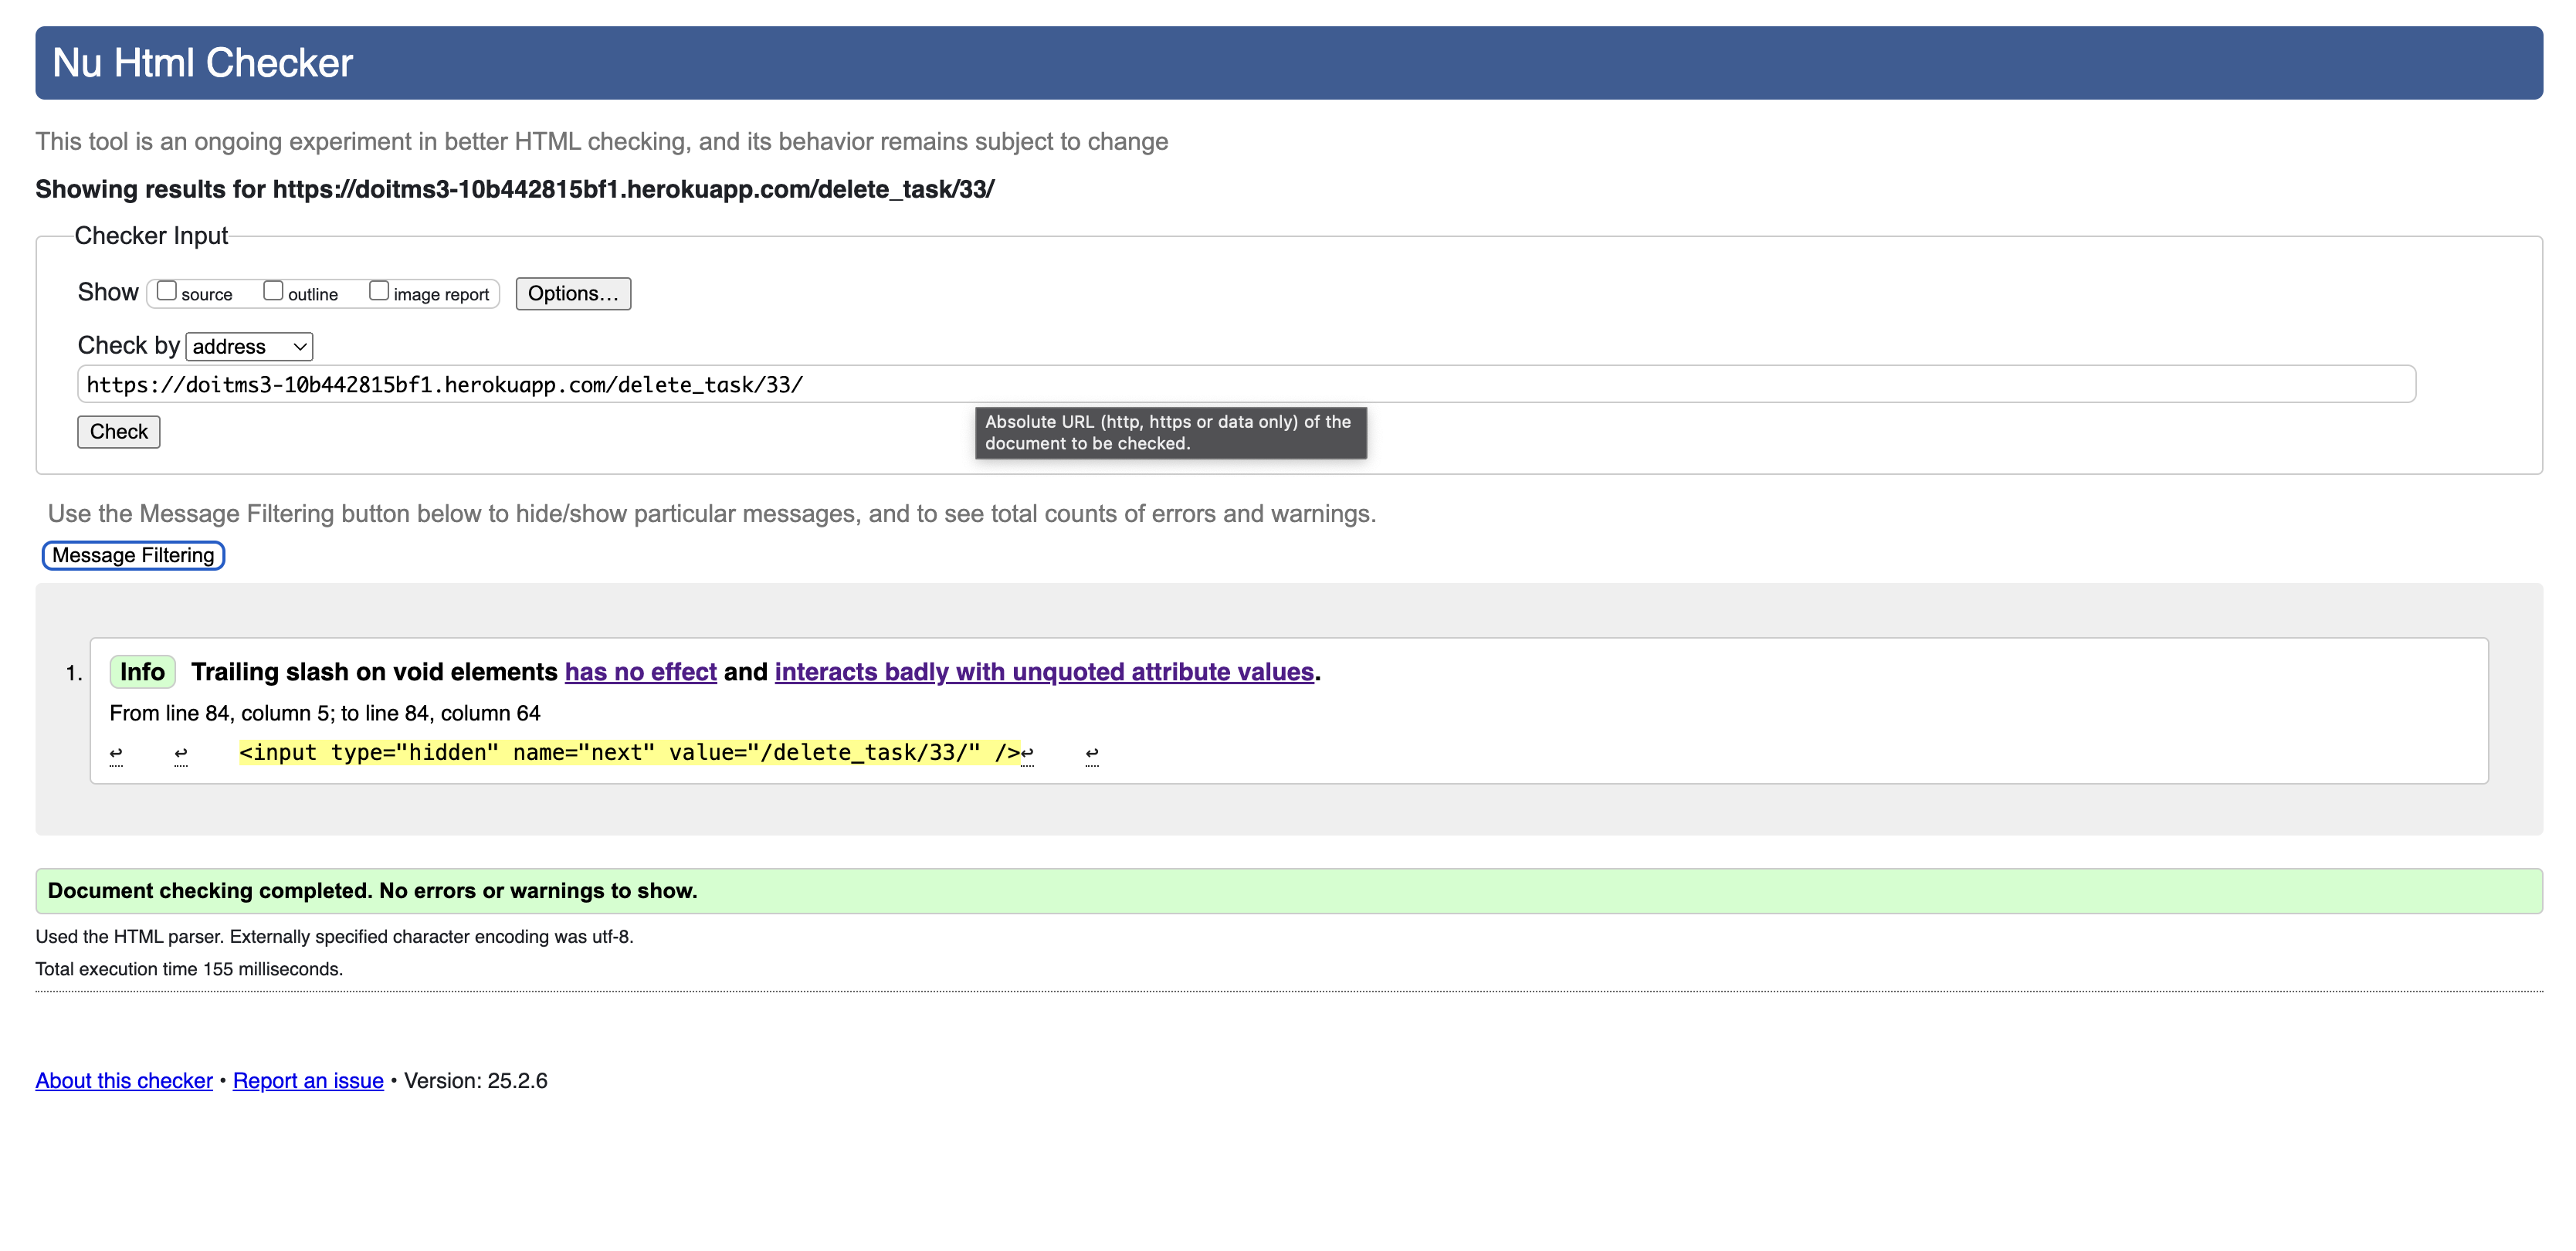 Nu Html Checker
This tool is an ongoing experiment in better HTML checking, and its behavior remains subject to change
Showing results for https://doitms3-10b442815bf1.herokuapp.com/delete_task/33/
Checker Input
Show source outline image report Options…
Check by address
https://doitms3-10b442815bf1.herokuapp.com/delete_task/33/
Check
Absolute URL (http, https or data only) of the
document to be checked.
Use the Message Filtering button below to hide/show particular messages, and to see total counts of errors and warnings.
Message Filtering
1. Info Trailing slash on void elements has no effect and interacts badly with unquoted attribute values.
From line 84, column 5; to line 84, column 64
↩ ↩ <input type="hidden" name="next" value="/delete_task/33/" />↩ ↩
Document checking completed. No errors or warnings to show.
Used the HTML parser. Externally specified character encoding was utf-8.
Total execution time 155 milliseconds.
About this checker • Report an issue • Version: 25.2.6